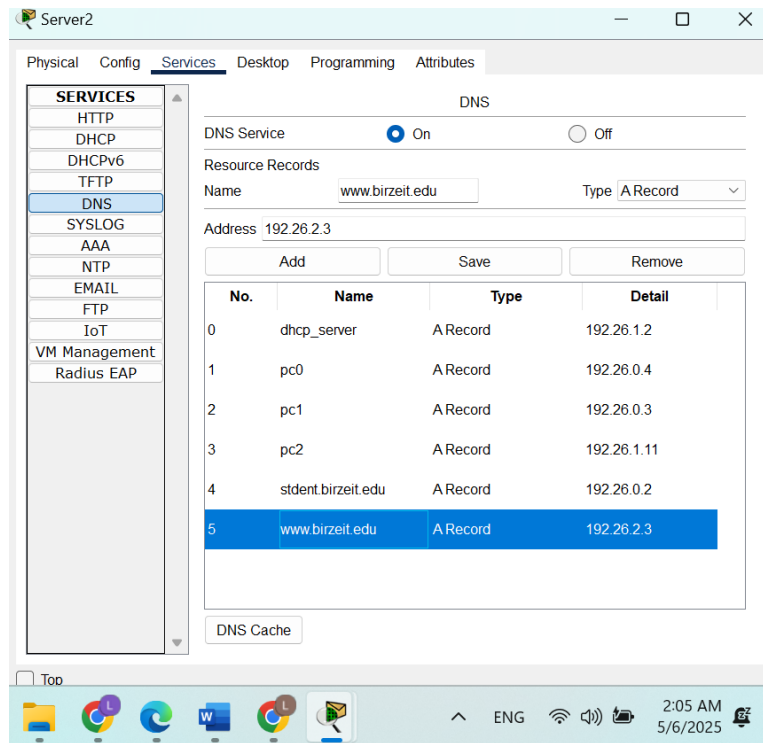 Server2
Physical Config Services Desktop Programming Attributes
SERVICES
HTTP
DHCP
DHCPv6
TFTP
DNS
SYSLOG
AAA
NTP
EMAIL
FTP
IoT
VM Management
Radius EAP
DNS
DNS Service On Off
Resource Records
Name www.birzeit.edu Type A Record
Address 192.26.2.3
Add Save Remove
No. Name Type Detail
0 dhcp_server A Record 192.26.1.2
1 pc0 A Record 192.26.0.4
2 pc1 A Record 192.26.0.3
3 pc2 A Record 192.26.1.11
4 stdent.birzeit.edu A Record 192.26.0.2
5 www.birzeit.edu A Record 192.26.2.3
DNS Cache
Top
L W L ENG 2:05 AM
5/6/2025